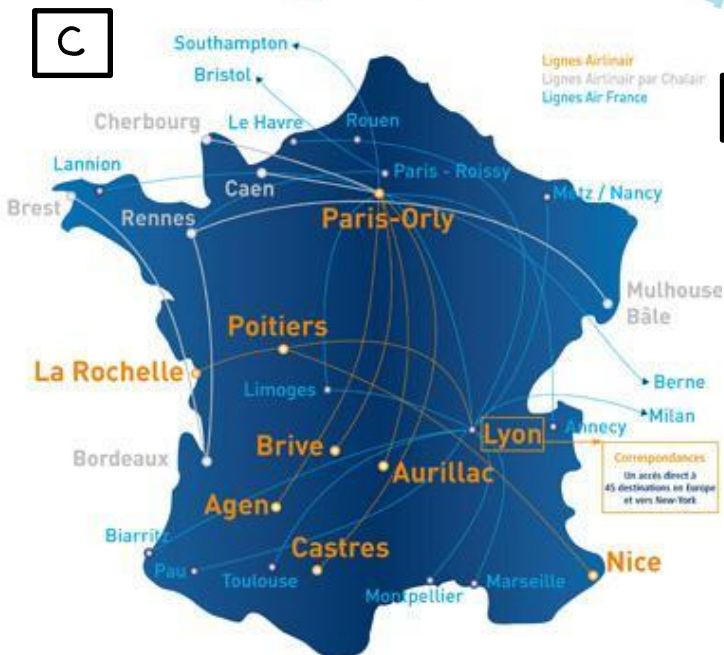 C
Southampton
Bristol
Lignes Airlinair
Lignes Airlinair par Chalair
Lignes Air France
Cherbourg
Le Havre
Rouen
Lannion
Caen
Paris - Roissy
Metz / Nancy
Brest
Rennes
Paris-Orly
Mulhouse
Bâle
Poitiers
La Rochelle
Limoges
Berne
Milan
Lyon
Annecy
Brive
Aurillac
Bordeaux
Correspondances
Un accès direct à
45 destinations en Europe
et vers New-York
Agen
Biarritz
Castres
Nice
Pau
Toulouse
Montpellier
Marseille